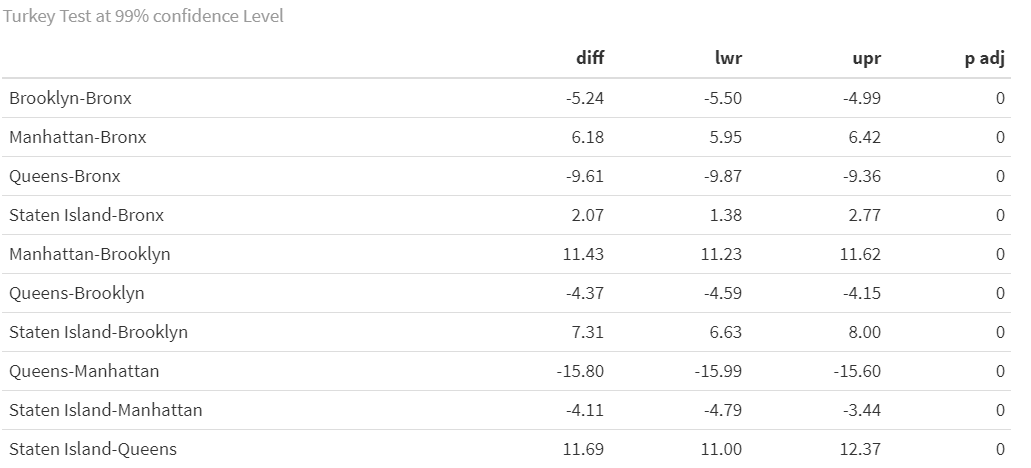 Turkey Test at 99% confidence Level
diff lwr upr p adj
Brooklyn-Bronx -5.24 -5.50 -4.99 0
Manhattan-Bronx 6.18 5.95 6.42 0
Queens-Bronx -9.61 -9.87 -9.36 0
Staten Island-Bronx 2.07 1.38 2.77 0
Manhattan-Brooklyn 11.43 11.23 11.62 0
Queens-Brooklyn -4.37 -4.59 -4.15 0
Staten Island-Brooklyn 7.31 6.63 8.00 0
Queens-Manhattan -15.80 -15.99 -15.60 0
Staten Island-Manhattan -4.11 -4.79 -3.44 0
Staten Island-Queens 11.69 11.00 12.37 0